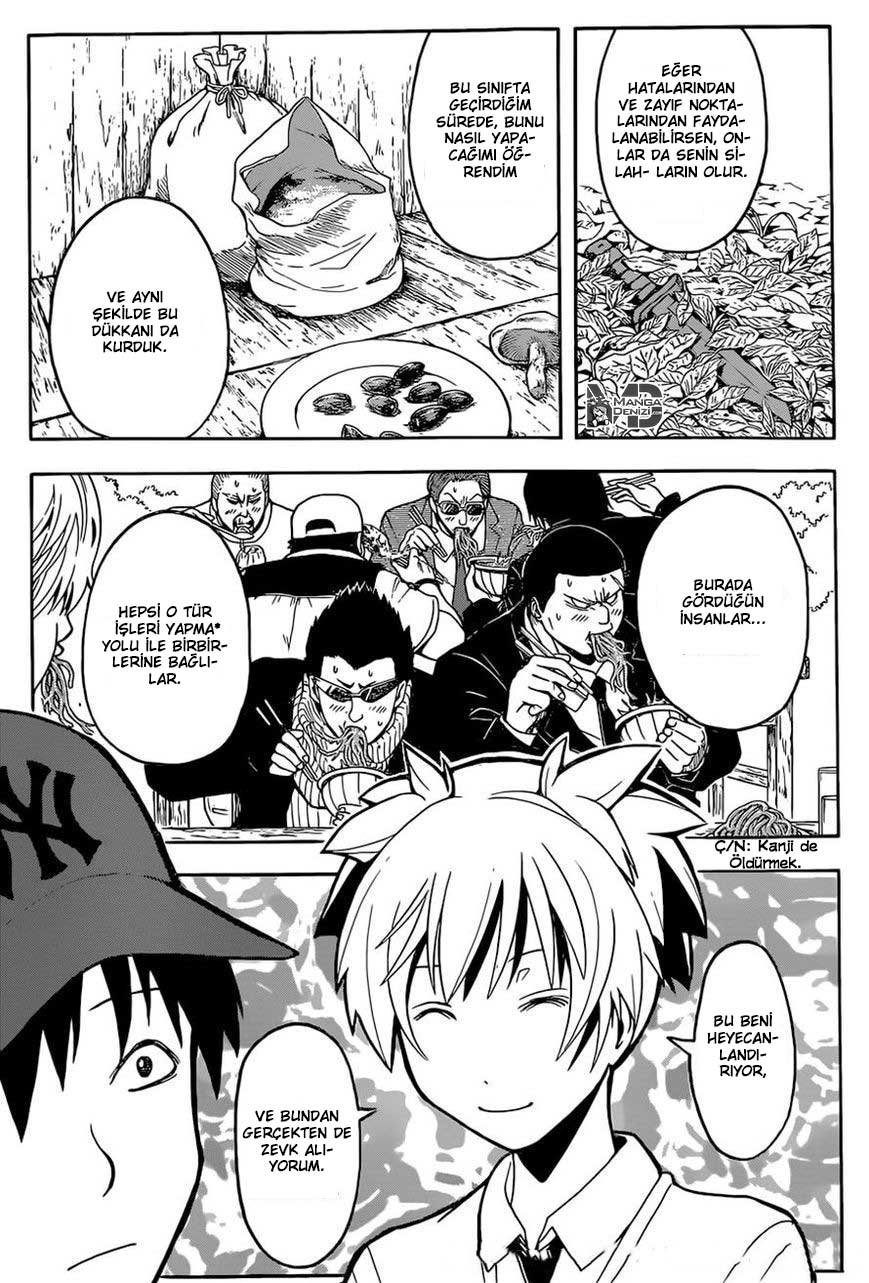 EĞER
HATALARINDAN
VE ZAYIF NOKTA-
LARINDAN FAYDA-
LANABİLİRSEN, ON-
LAR DA SENİN Sİ-
LAH- LARIN OLUR.
BU SINIFTA
GEÇİRDİĞİM
SÜREDE, BUNU
NASIL YAPA-
CAĞIMI ÖĞ-
RENDİM
VE AYNI
ŞEKİLDE BU
DÜKKANI DA
KURDUK.
MANGA
DENİZİ
BURADA
GÖRDÜĞÜN
İNSANLAR...
HEPSİ O TÜR
İŞLERİ YAPMA*
YOLU İLE BİRBİR-
LERİNE BAĞLI-
LAR.
Ç/N: Kanji de
Öldürmek.
NY
BU BENİ
HEYECAN-
LANDI-
RIYOR,
VE BUNDAN
GERÇEKTEN DE
ZEVK ALI-
YORUM.